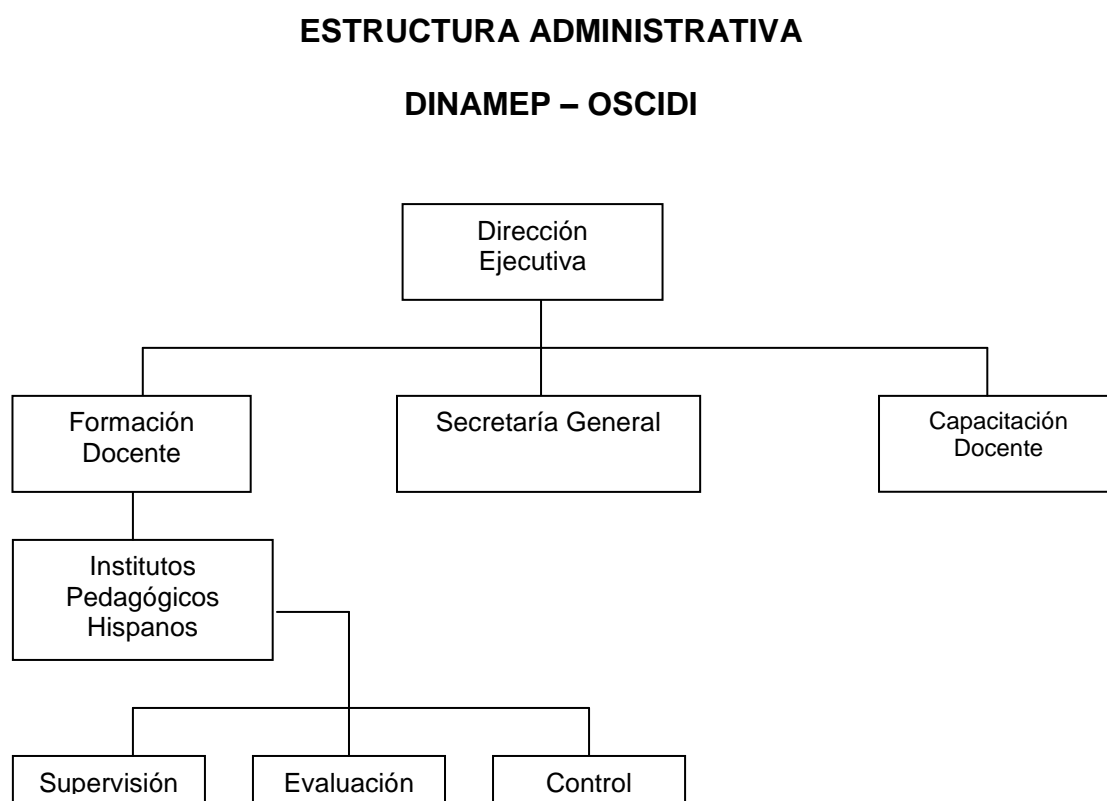 ESTRUCTURA ADMINISTRATIVA
DINAMEP – OSCIDI
Dirección
Ejecutiva
Formación
Docente
Secretaría General
Capacitación
Docente
Institutos
Pedagógicos
Hispanos
Supervisión
Evaluación
Control